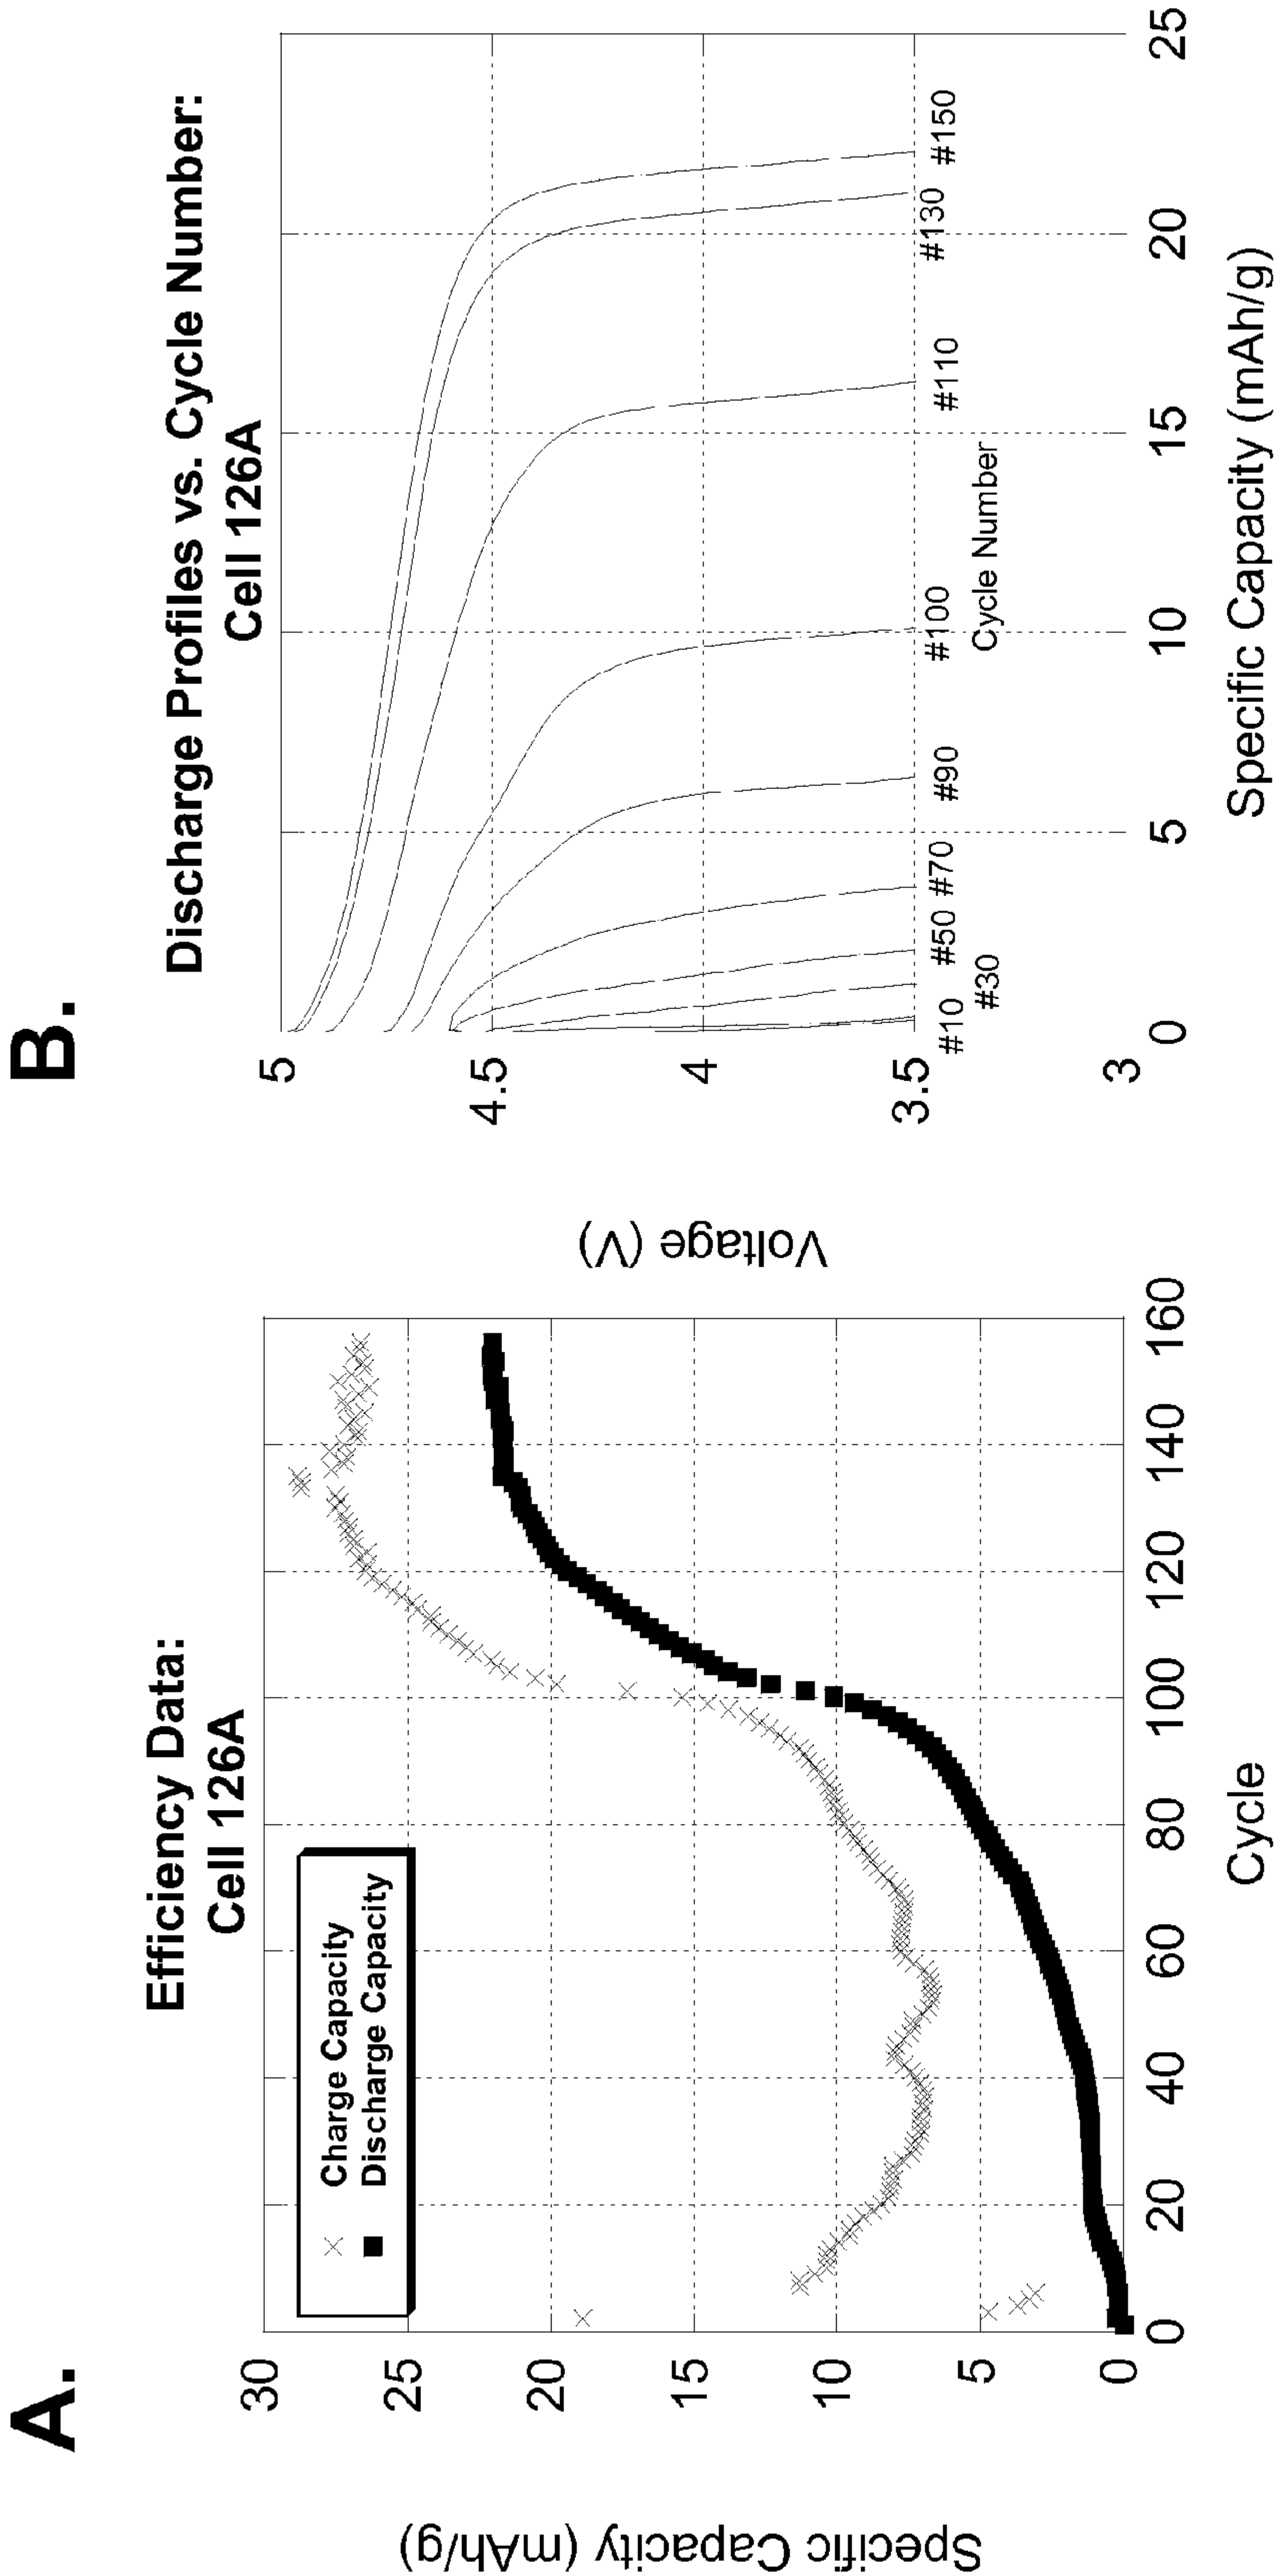 A.
Efficiency Data:
Cell 126A
Charge Capacity
Discharge Capacity
30
25
20
15
10
5
0
0 20 40 60 80 100 120 140 160
Specific Capacity (mAh/g)
Cycle
B.
Discharge Profiles vs. Cycle Number:
Cell 126A
5
4.5
4
3.5
3
Voltage (V)
#10 #30 #50 #70 #90 #100 #110 #130 #150
Cycle Number
0 5 10 15 20 25
Specific Capacity (mAh/g)